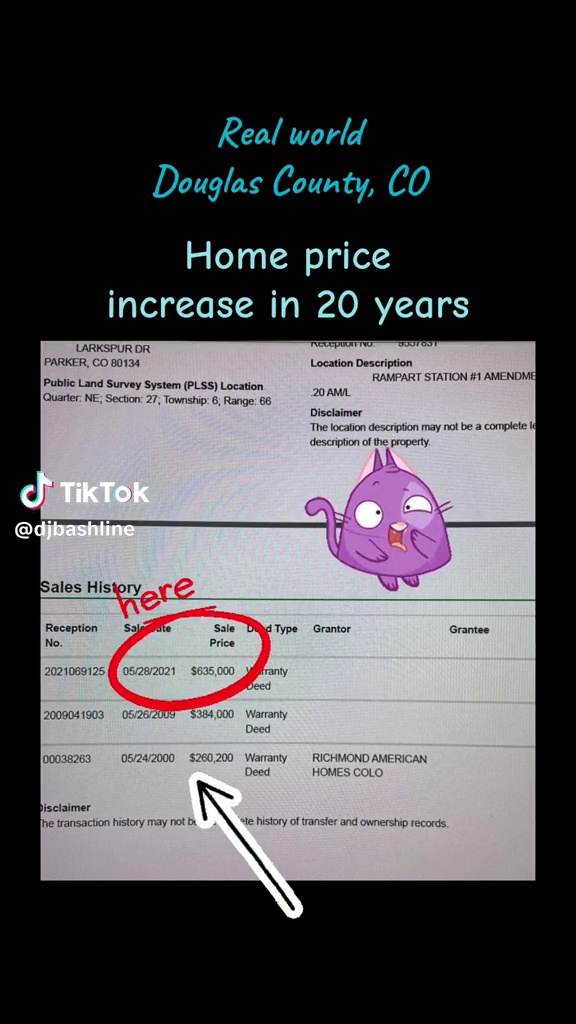 Real world
Douglas County, CO
Home price
increase in 20 years
LARKSPUR DR
PARKER, CO 80134
Public Land Survey System (PLSS) Location
Quarter: NE; Section: 27; Township: 6; Range: 66
Reception No. 9557831
Location Description
RAMPART STATION #1 AMENDME
.20 AM/L
Disclaimer
The location description may not be a complete le
description of the property.
TikTok
@djbashline
Sales History
here
Reception No. Sale Date Sale Price Deed Type Grantor Grantee
2021069125 05/28/2021 $635,000 Warranty Deed
2009041903 05/26/2009 $384,000 Warranty Deed
00038263 05/24/2000 $260,200 Warranty Deed RICHMOND AMERICAN HOMES COLO
Disclaimer
The transaction history may not be ete history of transfer and ownership records.